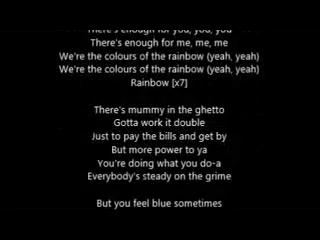 There's enough for you, you, you
There's enough for me, me, me
We're the colours of the rainbow (yeah, yeah)
We're the colours of the rainbow (yeah, yeah)
Rainbow [x7]
There's mummy in the ghetto
Gotta work it double
Just to pay the bills and get by
But more power to ya
You're doing what you do-a
Everybody's steady on the grime
But you feel blue sometimes